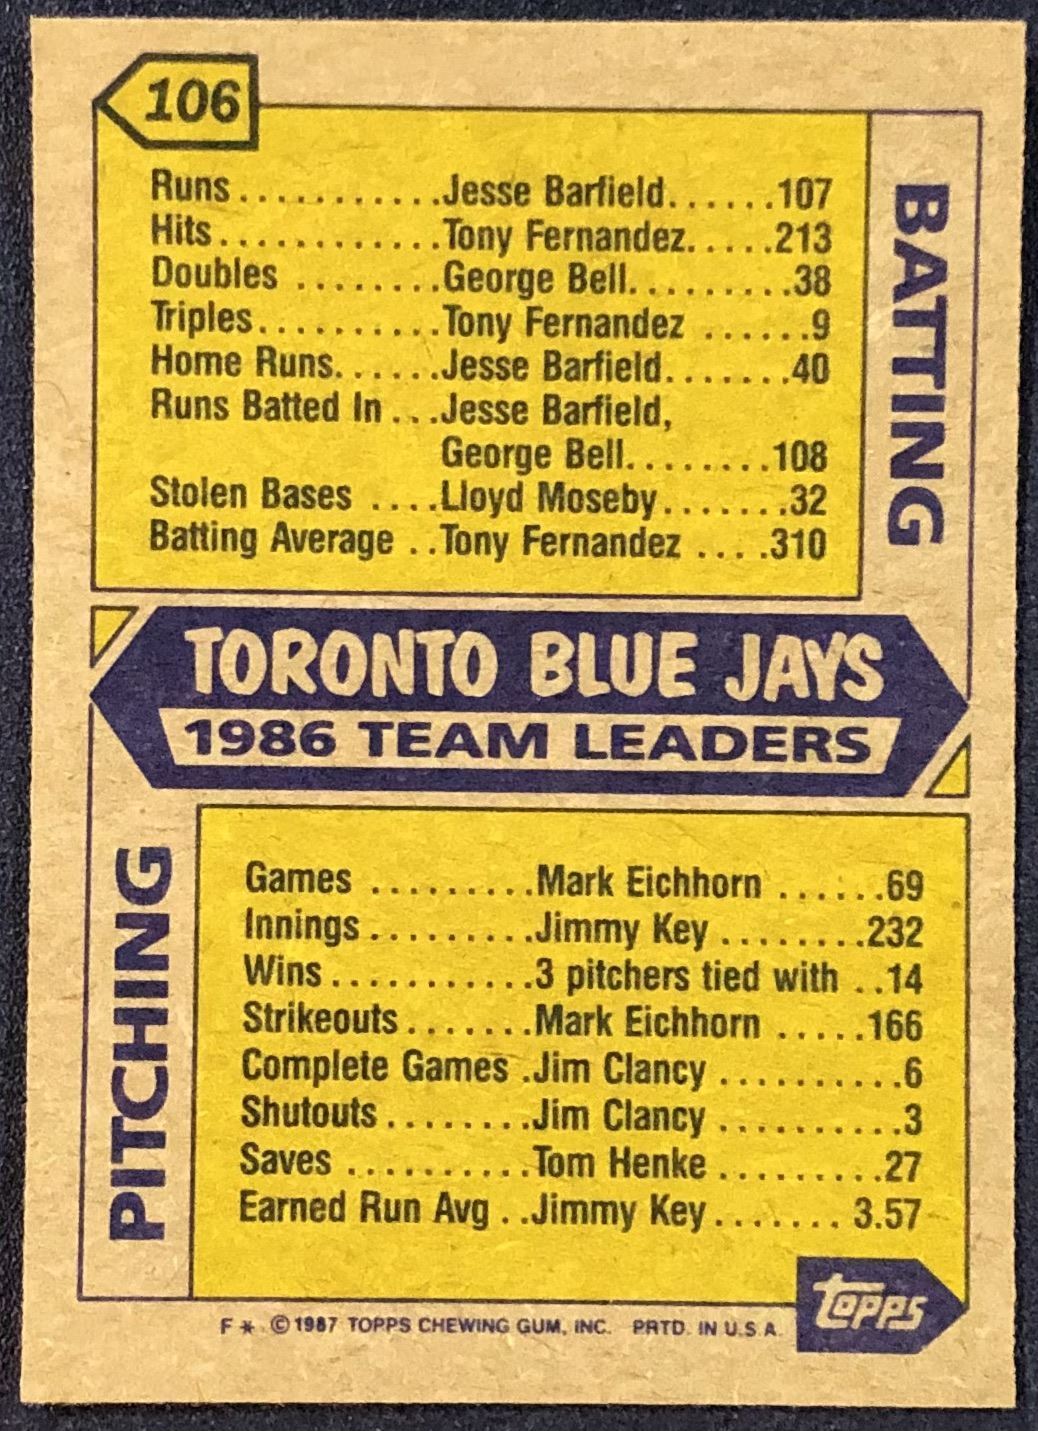 106
BATTING
Runs...........Jesse Barfield......107
Hits............Tony Fernandez.....213
Doubles ........George Bell.........38
Triples..........Tony Fernandez ......9
Home Runs......Jesse Barfield.......40
Runs Batted In ...Jesse Barfield,
George Bell........108
Stolen Bases ....Lloyd Moseby.......32
Batting Average ..Tony Fernandez ....310
TORONTO BLUE JAYS
1986 TEAM LEADERS
PITCHING
Games .........Mark Eichhorn ......69
Innings.........Jimmy Key ........232
Wins...........3 pitchers tied with ..14
Strikeouts.......Mark Eichhorn .....166
Complete Games .Jim Clancy ..........6
Shutouts........Jim Clancy ..........3
Saves ..........Tom Henke .........27
Earned Run Avg ..Jimmy Key....... 3.57
topps
F* ©1987 TOPPS CHEWING GUM, INC. PRTD. IN U.S.A.